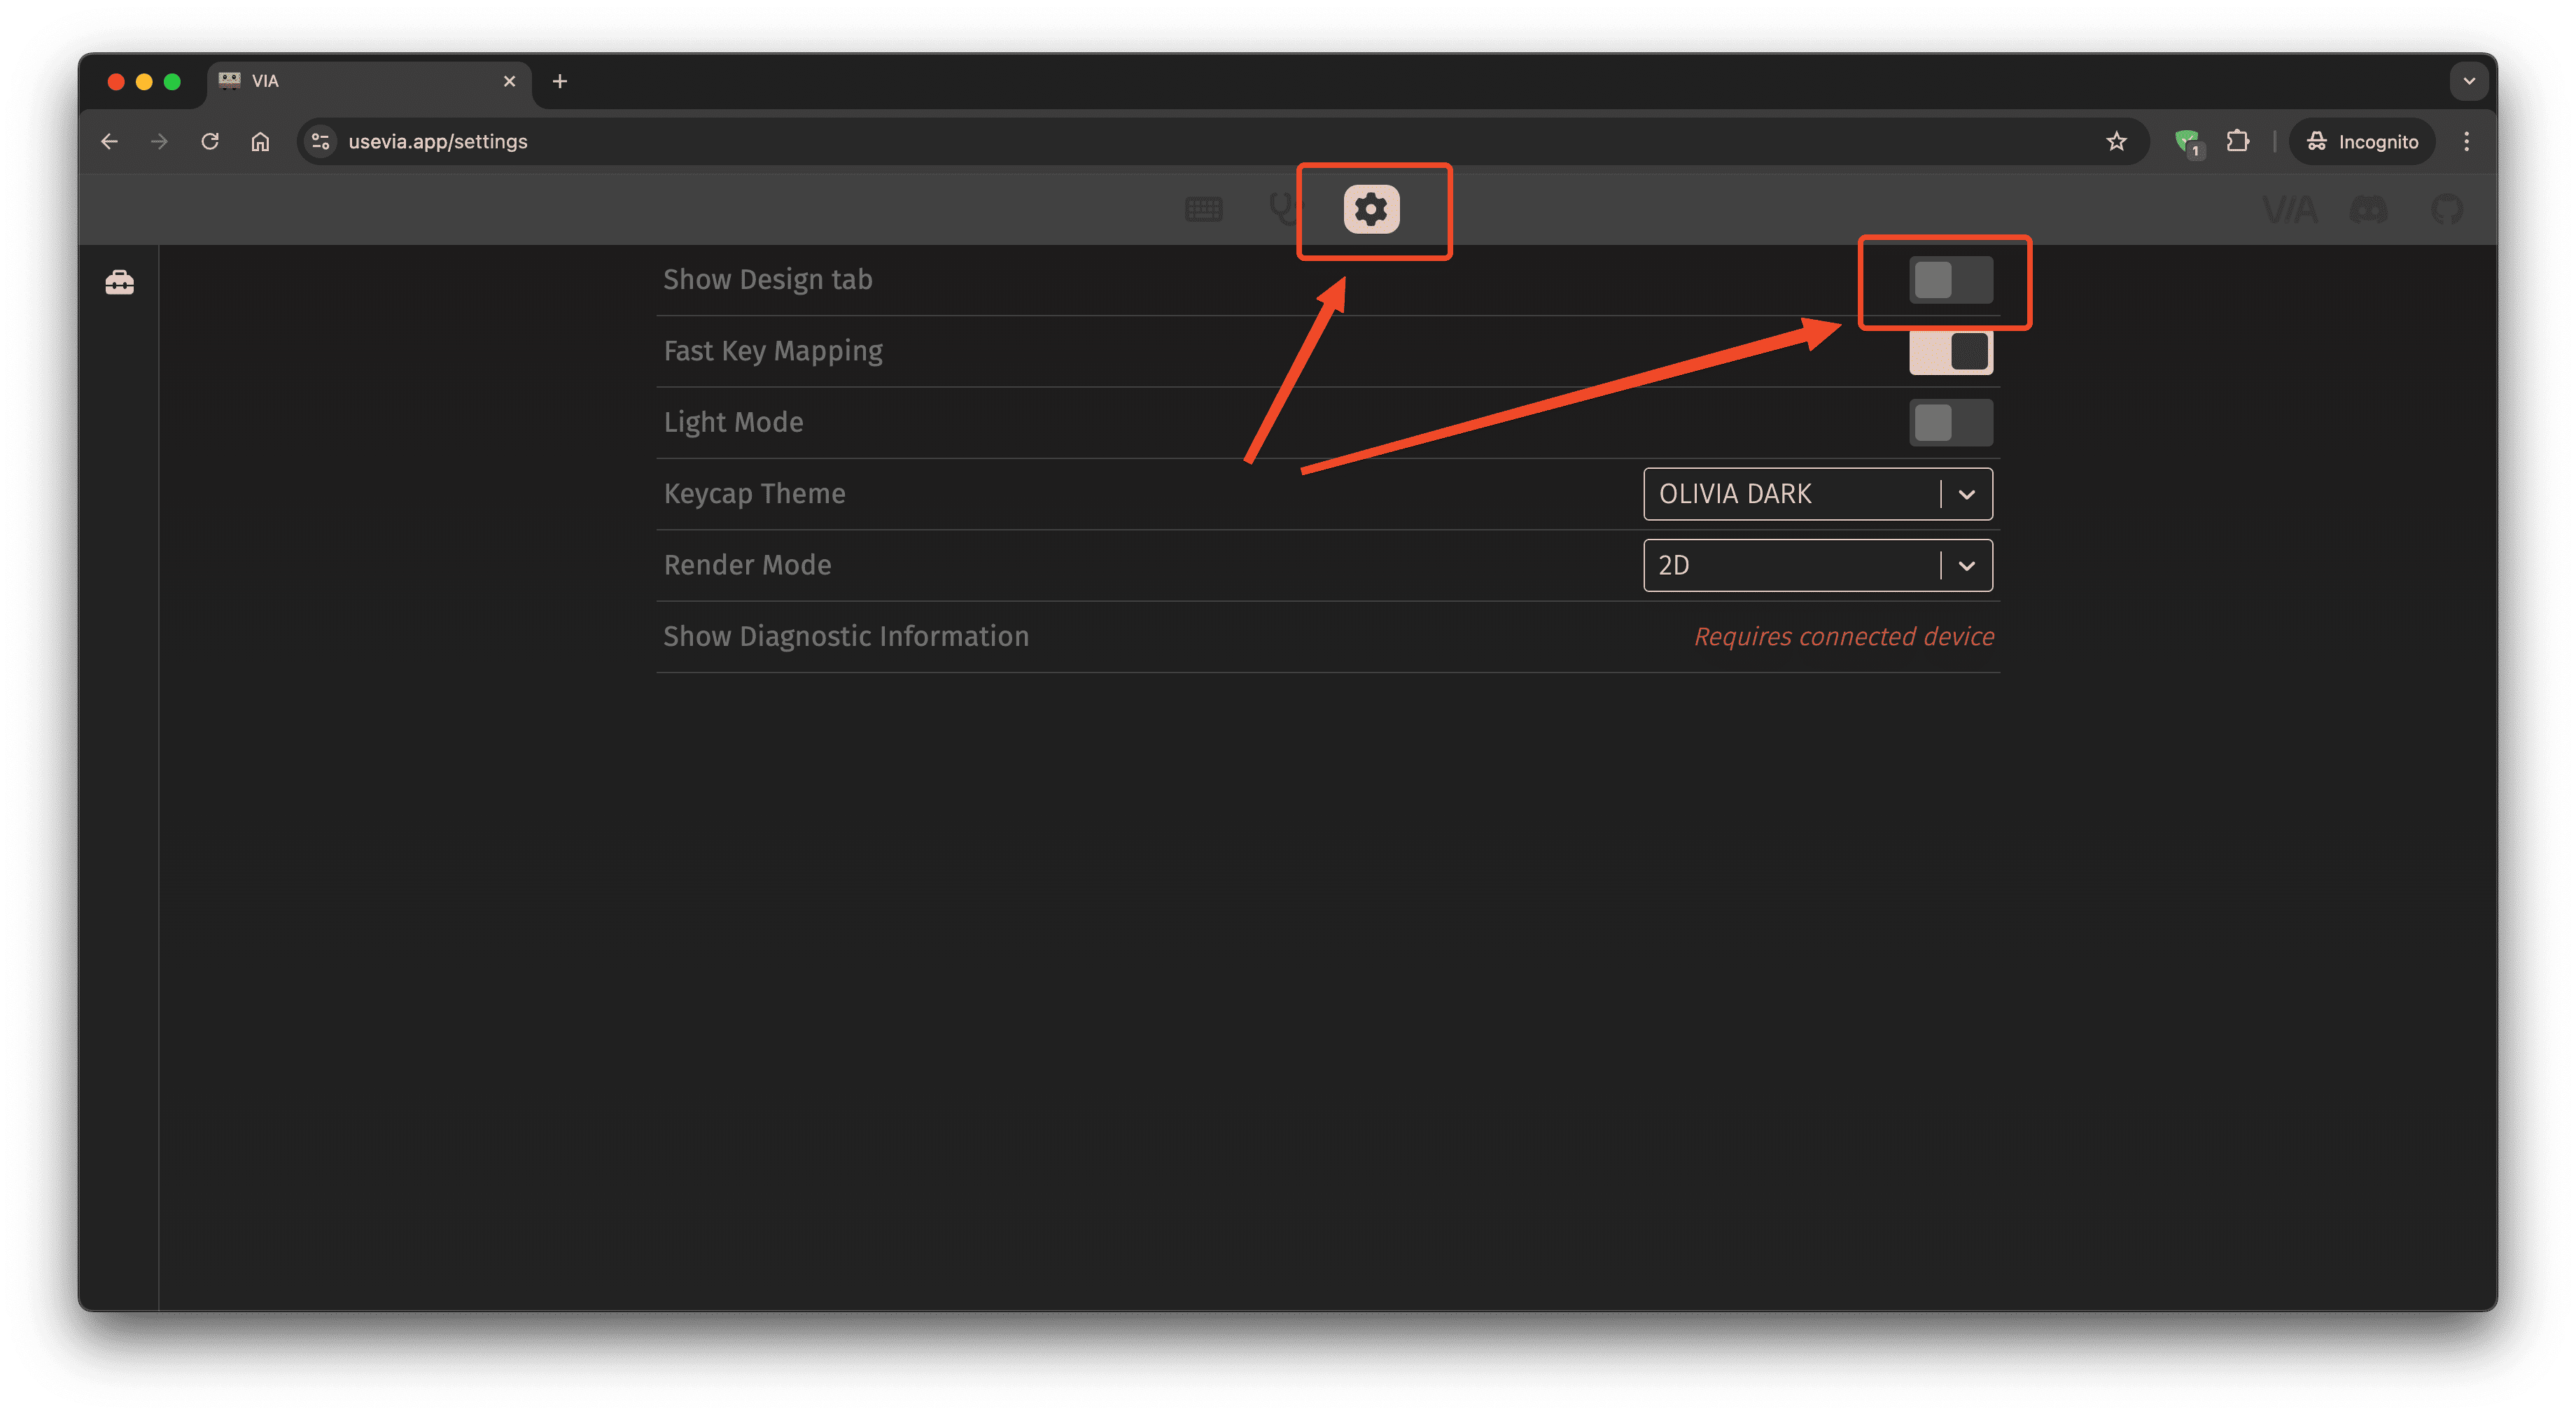 VIA
usevia.app/settings
1
Incognito
VIA
Show Design tab
Fast Key Mapping
Light Mode
Keycap Theme
OLIVIA DARK
Render Mode
2D
Show Diagnostic Information
Requires connected device